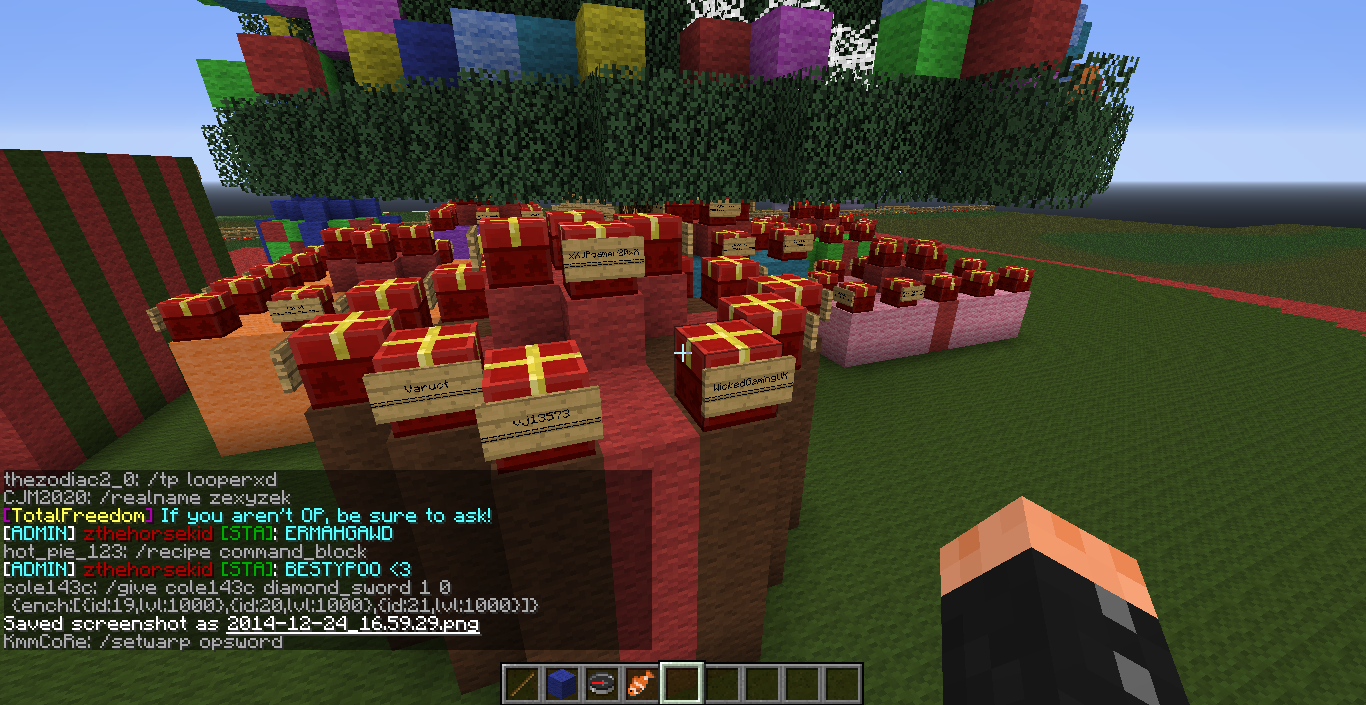 Varuct
vj13573
WickedGamingUK
thezodiac2_0: /tp looperxd
CJM2020: /realname zexyzek
[TotalFreedom] If you aren't OP, be sure to ask!
[ADMIN] zthehorsekid [STA]: ERMAHGAWD
hot_pie_123: /recipe command_block
[ADMIN] zthehorsekid [STA]: BESTYPOO <3
cole143c: /give cole143c diamond_sword 1 0
{ench:[{id:19,lvl:1000},{id:20,lvl:1000},{id:21,lvl:1000}]}
Saved screenshot as 2014-12-24_16.59.29.png
KmmCoRe: /setwarp opsword